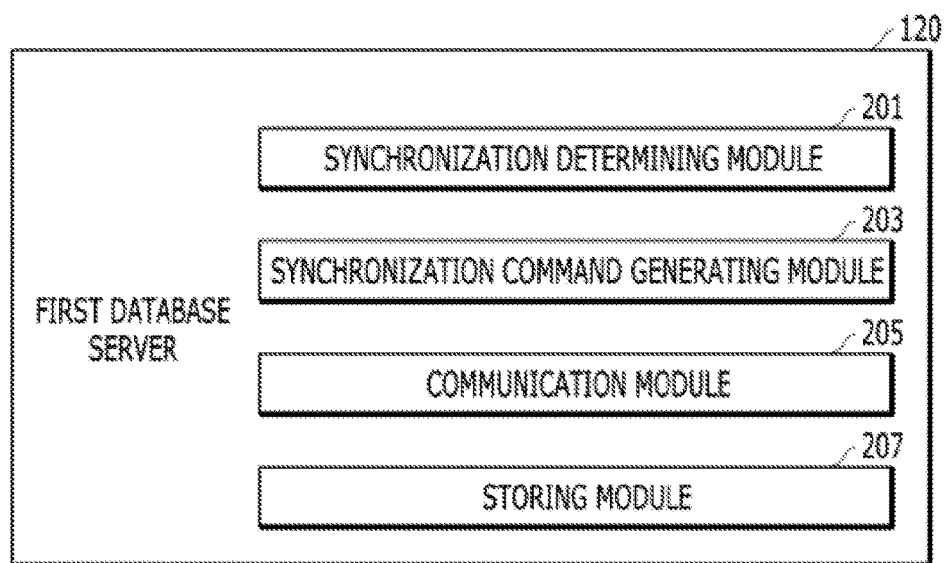 120
201
SYNCHRONIZATION DETERMINING MODULE
203
SYNCHRONIZATION COMMAND GENERATING MODULE
FIRST DATABASE
SERVER
205
COMMUNICATION MODULE
207
STORING MODULE